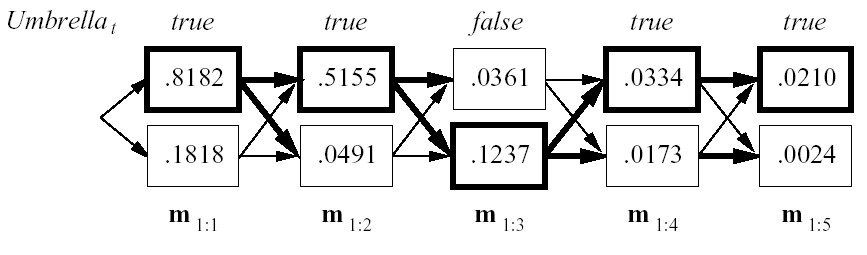 Umbrella t true true false true true
.8182 .5155 .0361 .0334 .0210
.1818 .0491 .1237 .0173 .0024
m 1:1 m 1:2 m 1:3 m 1:4 m 1:5